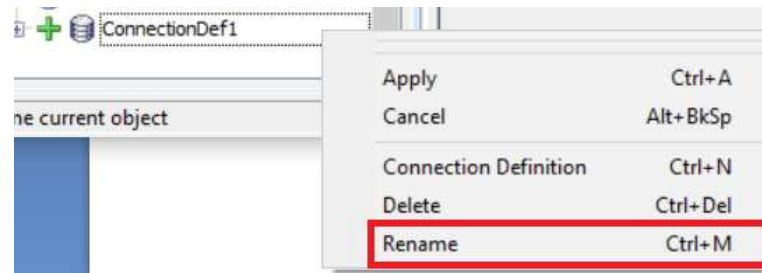 ConnectionDef1
Apply Ctrl+A
ne current object
Cancel Alt+BkSp
Connection Definition Ctrl+N
Delete Ctrl+Del
Rename Ctrl+M